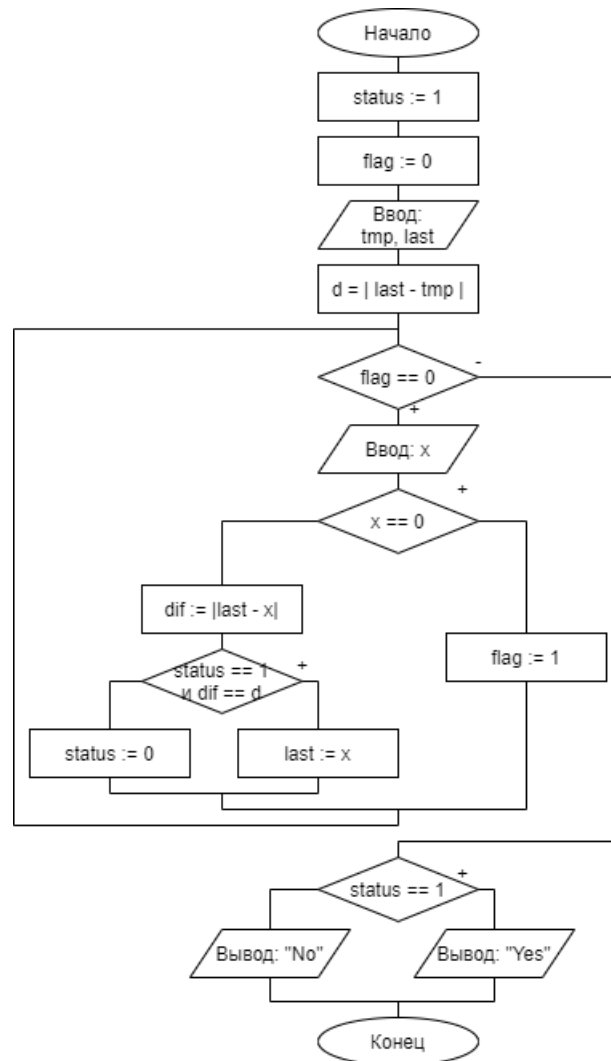 Начало
status := 1
flag := 0
Ввод:
tmp, last
d = | last - tmp |
flag == 0
-
+
Ввод: x
+
x == 0
dif := |last - x|
flag := 1
status == 1
и dif == d
+
status := 0
last := x
status == 1
+
Вывод: "No"
Вывод: "Yes"
Конец